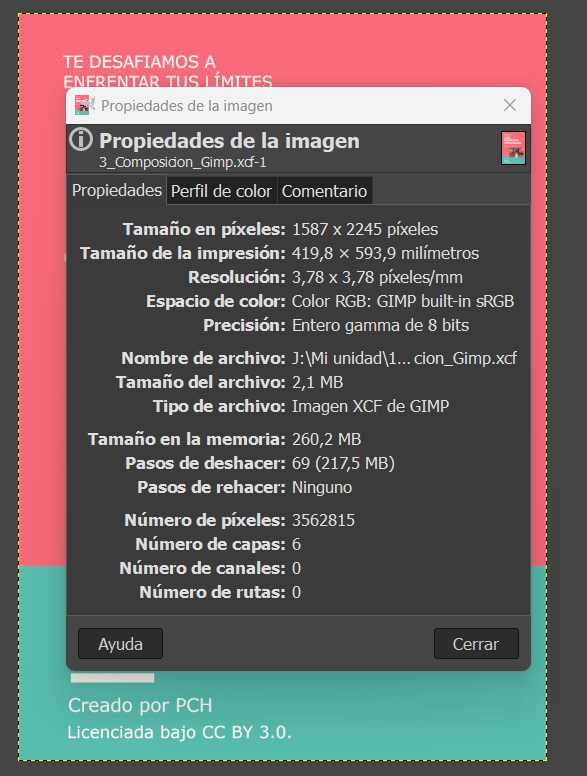 TE DESAFIAMOS A
ENFRENTAR TUS LÍMITES
Propiedades de la imagen
Propiedades de la imagen
3_Composicion_Gimp.xcf-1
Propiedades Perfil de color Comentario
Tamaño en píxeles: 1587 x 2245 píxeles
Tamaño de la impresión: 419,8 × 593,9 milímetros
Resolución: 3,78 x 3,78 píxeles/mm
Espacio de color: Color RGB: GIMP built-in sRGB
Precisión: Entero gamma de 8 bits
Nombre de archivo: J:\Mi unidad\1... cion_Gimp.xcf
Tamaño del archivo: 2,1 MB
Tipo de archivo: Imagen XCF de GIMP
Tamaño en la memoria: 260,2 MB
Pasos de deshacer: 69 (217,5 MB)
Pasos de rehacer: Ninguno
Número de píxeles: 3562815
Número de capas: 6
Número de canales: 0
Número de rutas: 0
Ayuda Cerrar
Creado por PCH
Licenciada bajo CC BY 3.0.